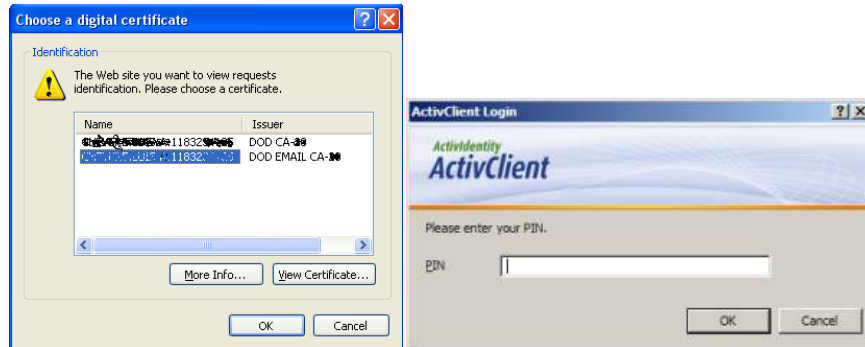 Choose a digital certificate
Identification
The Web site you want to view requests
identification. Please choose a certificate.
Name Issuer
DOD CA-
DOD EMAIL CA-
More Info... View Certificate...
OK Cancel
ActivClient Login
ActivIdentity
ActivClient
Please enter your PIN.
PIN
OK Cancel